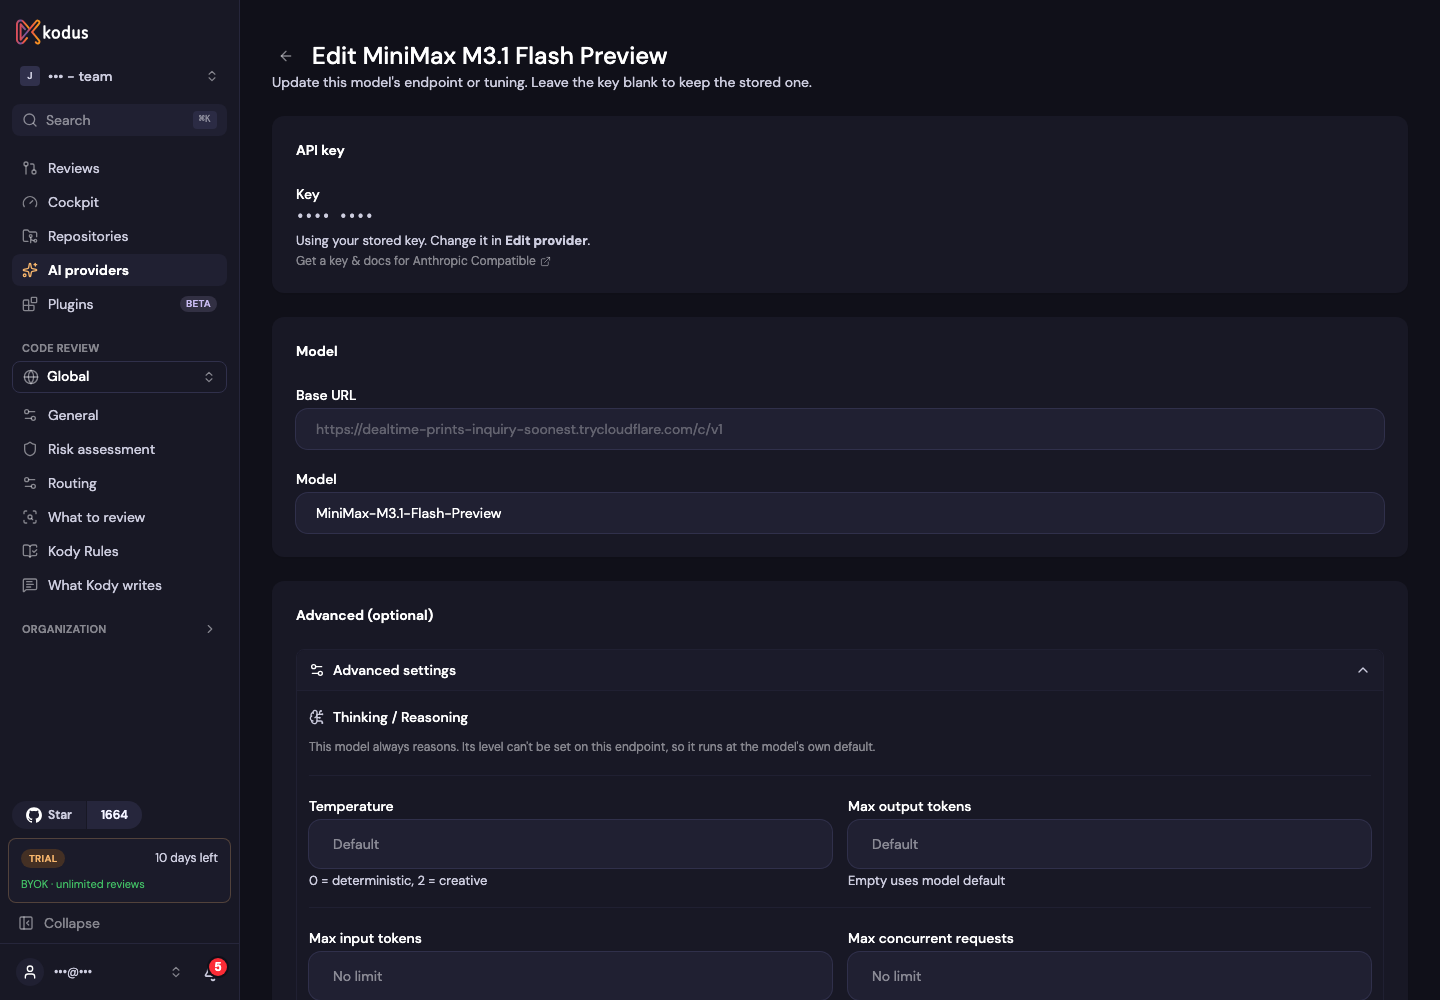 kodus
J ••• - team
Search ⌘K
Reviews
Cockpit
Repositories
AI providers
Plugins BETA
CODE REVIEW
Global
General
Risk assessment
Routing
What to review
Kody Rules
What Kody writes
ORGANIZATION
Star 1664
TRIAL 10 days left
BYOK · unlimited reviews
Collapse
•••@••• 5
Edit MiniMax M3.1 Flash Preview
Update this model's endpoint or tuning. Leave the key blank to keep the stored one.
API key
Key
•••• ••••
Using your stored key. Change it in Edit provider.
Get a key & docs for Anthropic Compatible
Model
Base URL
https://dealtime-prints-inquiry-soonest.trycloudflare.com/c/v1
Model
MiniMax-M3.1-Flash-Preview
Advanced (optional)
Advanced settings
Thinking / Reasoning
This model always reasons. Its level can't be set on this endpoint, so it runs at the model's own default.
Temperature Max output tokens
Default Default
0 = deterministic, 2 = creative Empty uses model default
Max input tokens Max concurrent requests
No limit No limit